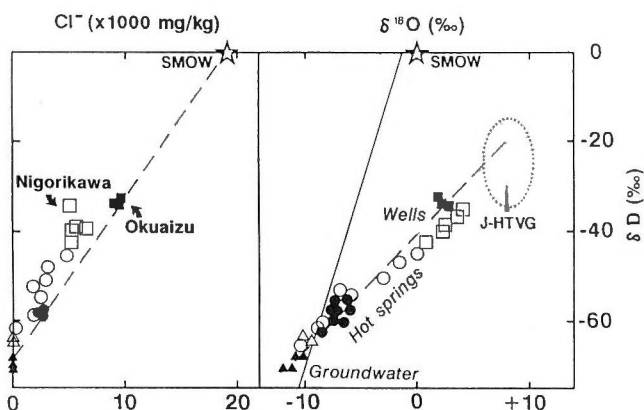 Cl⁻ (x1000 mg/kg)
δ¹⁸O (‰)
SMOW
SMOW
0
Nigorikawa
Okuaizu
-20
J-HTVG
Wells
-40
Hot springs
-60
Groundwater
δ D (‰)
0 10 20
-10 0 +10